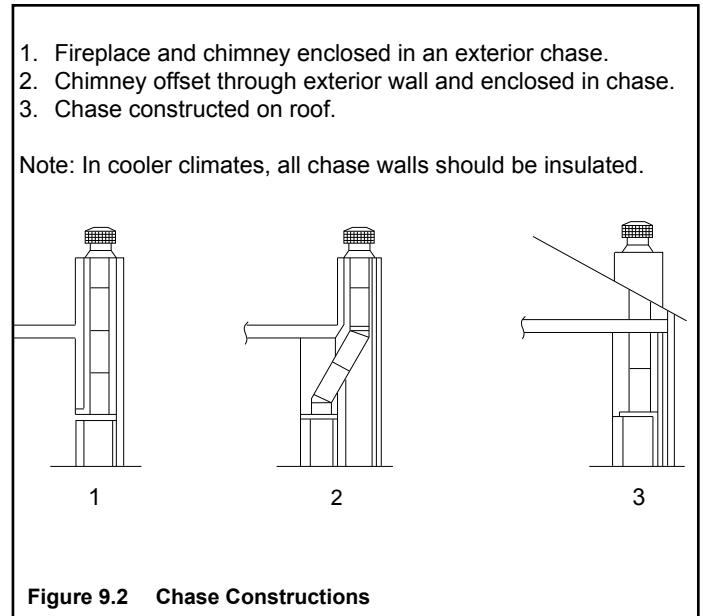 1. Fireplace and chimney enclosed in an exterior chase.
2. Chimney offset through exterior wall and enclosed in chase.
3. Chase constructed on roof.
Note: In cooler climates, all chase walls should be insulated.
1 2 3
Figure 9.2 Chase Constructions